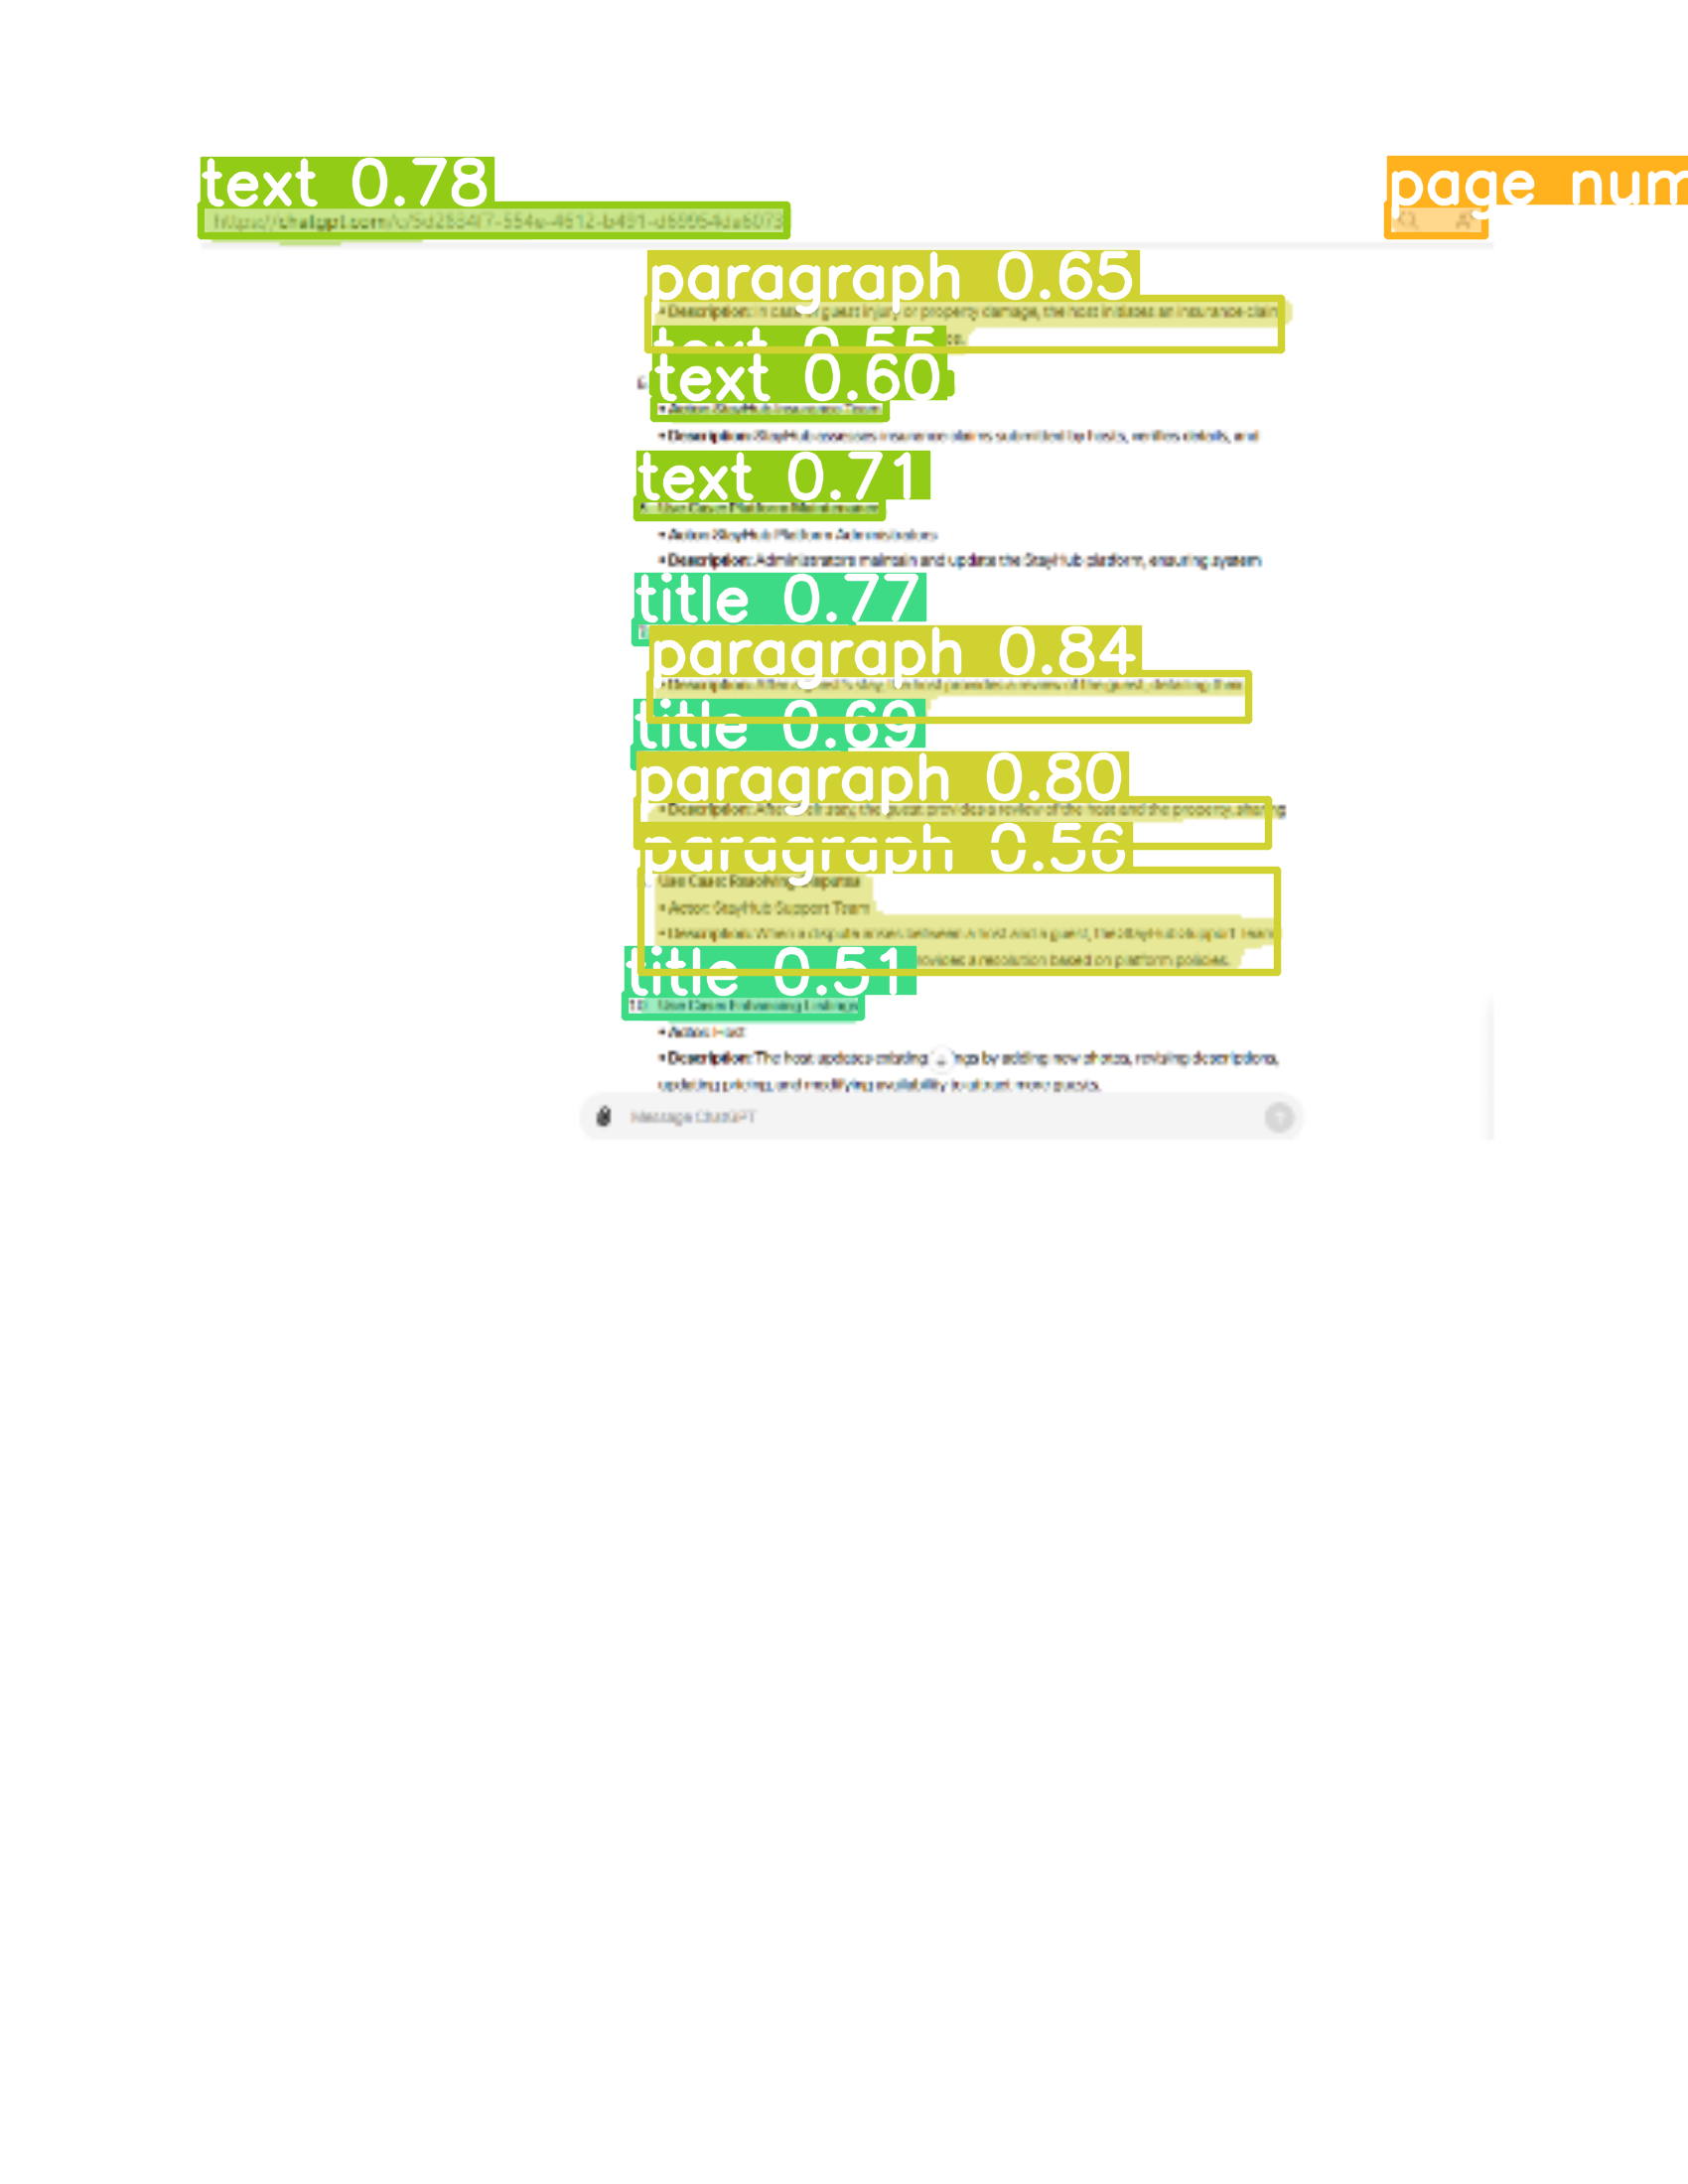 text 0.78
page num
https://chatgpt.com/c/
paragraph 0.65
• Description: In case of guest injury or property damage, the host initiates an insurance claim
text 0.55
text 0.60
• Actor: StayHub Insurance Team
• Description: StayHub assesses insurance claims submitted by hosts, verifies details, and
text 0.71
Use Case: Platform Maintenance
• Actor: StayHub Platform Administrators
• Description: Administrators maintain and update the StayHub platform, ensuring system
title 0.77
paragraph 0.84
• Description: After a guest's stay, the host provides a review of the guest, detailing their
title 0.69
paragraph 0.80
• Description: After their stay, the guest provides a review of the host and the property, sharing
paragraph 0.56
Use Case: Resolving Disputes
• Actor: StayHub Support Team
• Description: When a dispute arises between a host and a guest, the StayHub Support Team
provides a resolution based on platform policies.
title 0.51
10. Use Case: Enhancing Listings
• Actor: Host
• Description: The host updates existing listings by adding new photos, revising descriptions,
updating pricing, and modifying availability to attract more guests.
Message ChatGPT